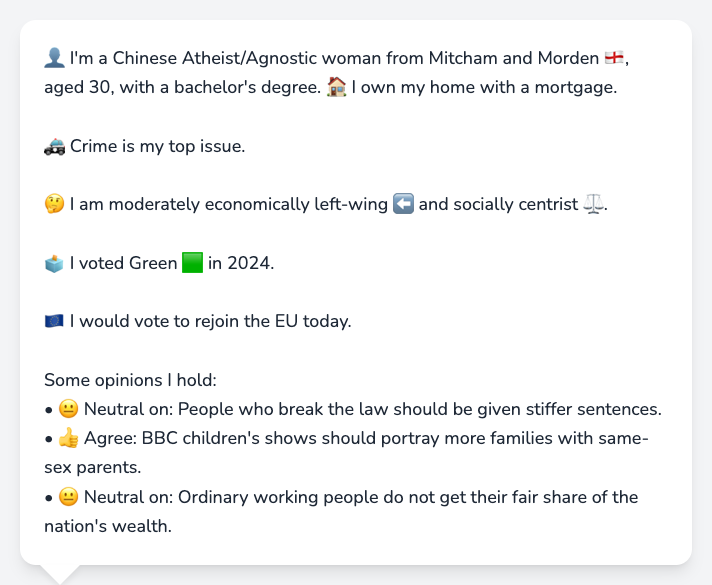 👤 I'm a Chinese Atheist/Agnostic woman from Mitcham and Morden 🏴󠁧󠁢󠁥󠁮󠁧󠁿,
aged 30, with a bachelor's degree. 🏠 I own my home with a mortgage.
🚓 Crime is my top issue.
🤔 I am moderately economically left-wing ⬅️ and socially centrist ⚖️.
🗳️ I voted Green 🟩 in 2024.
🇪🇺 I would vote to rejoin the EU today.
Some opinions I hold:
• 😐 Neutral on: People who break the law should be given stiffer sentences.
• 👍 Agree: BBC children's shows should portray more families with same-
sex parents.
• 😐 Neutral on: Ordinary working people do not get their fair share of the
nation's wealth.